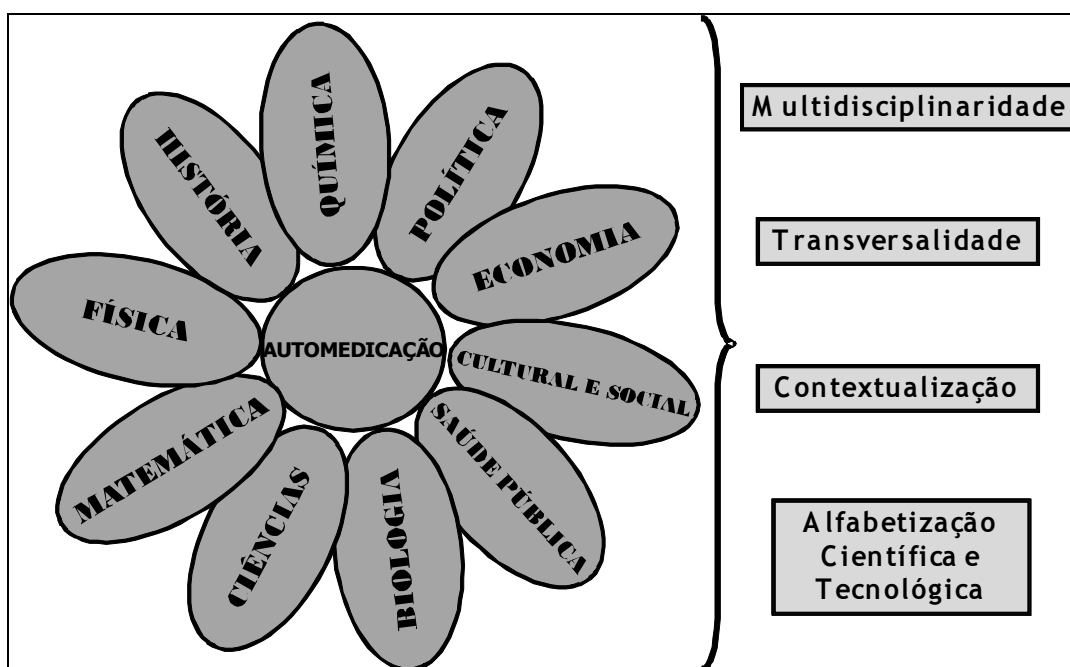 QUÍMICA
POLÍTICA
ECONOMIA
CULTURAL E SOCIAL
SAÚDE PÚBLICA
BIOLOGIA
CIÊNCIAS
MATEMÁTICA
FÍSICA
HISTÓRIA
AUTOMEDICAÇÃO
Multidisciplinaridade
Transversalidade
Contextualização
Alfabetização
Científica e
Tecnológica